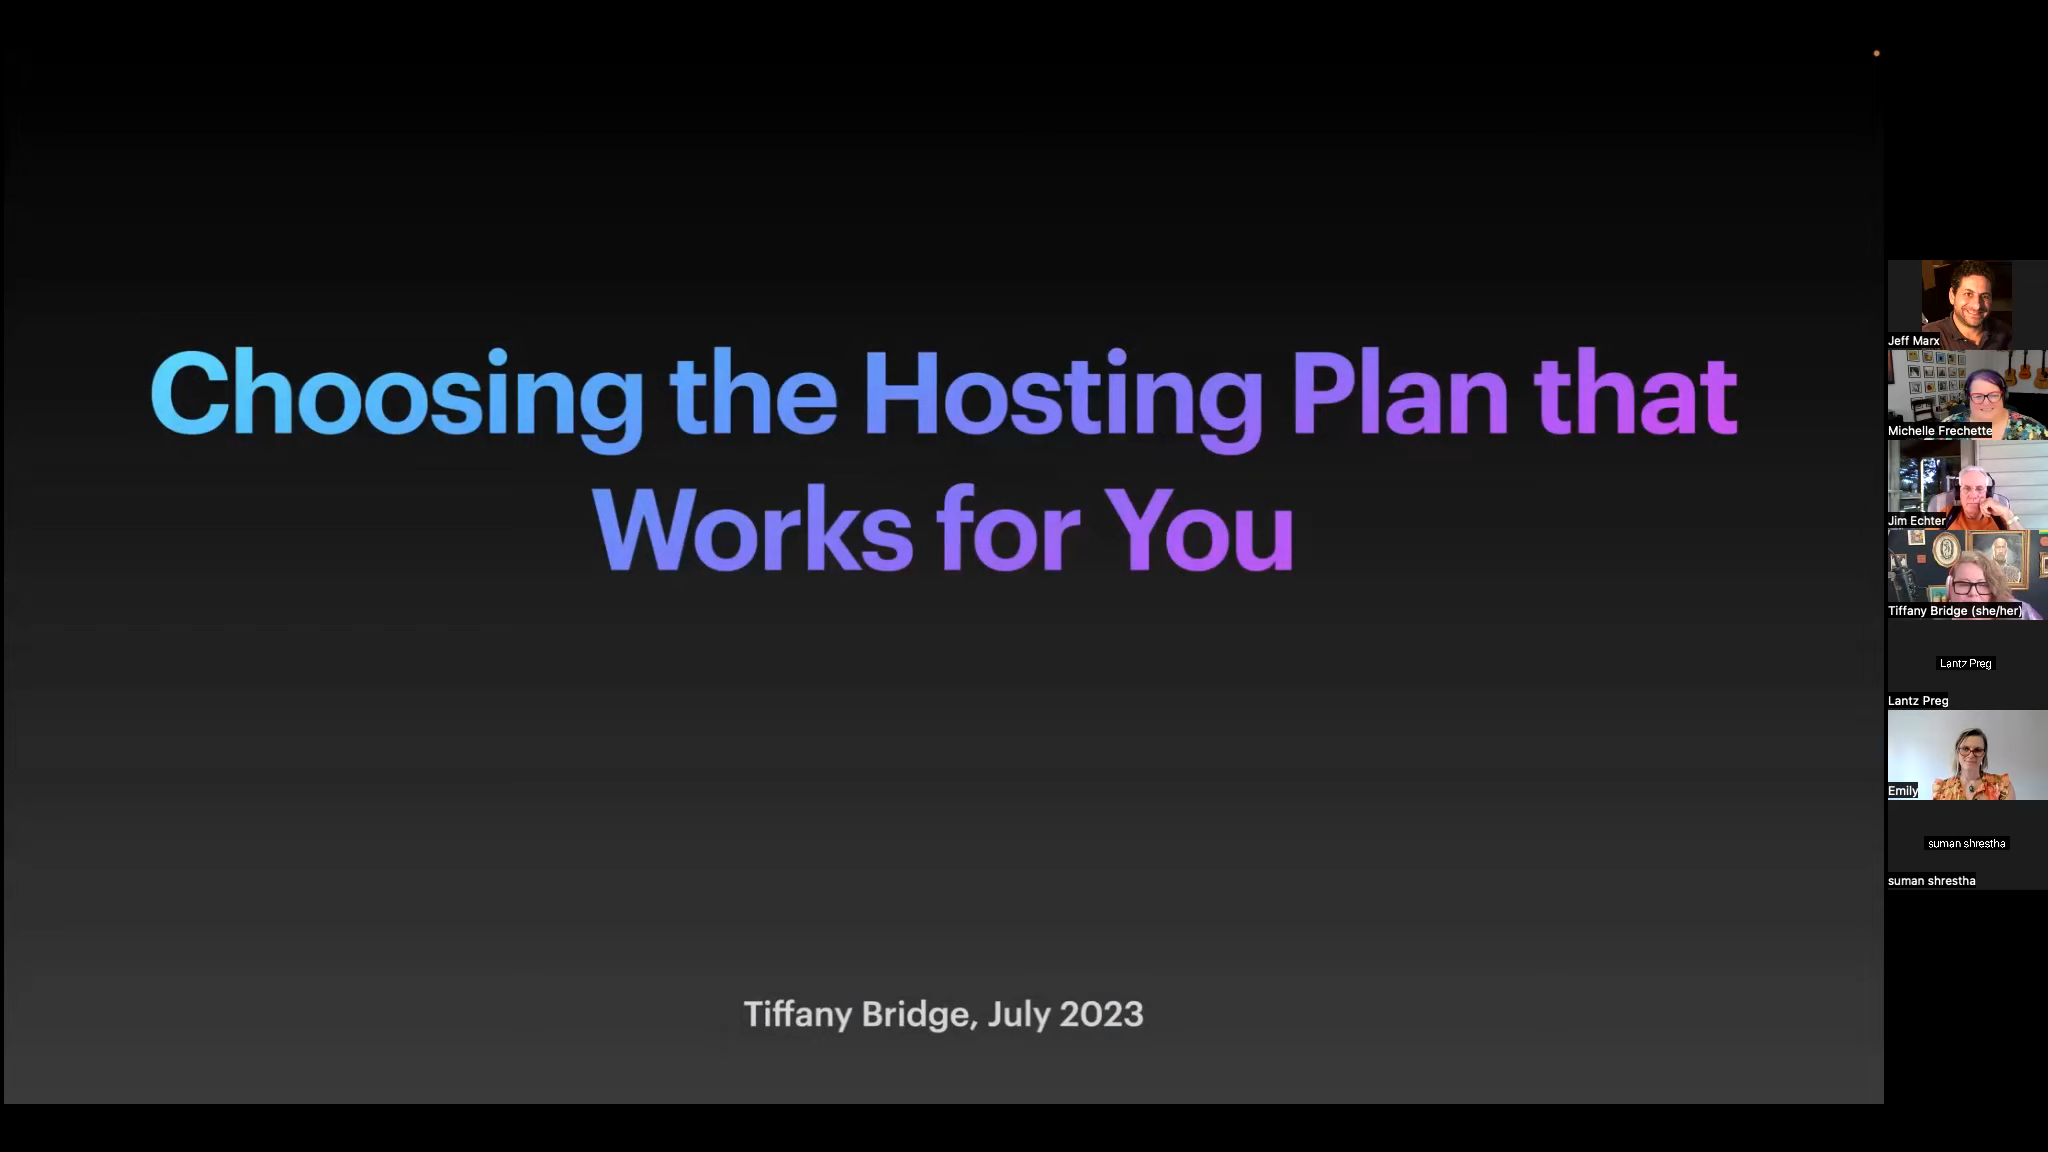 Choosing the Hosting Plan that
Works for You
Tiffany Bridge, July 2023
Jeff Marx
Michelle Frechette
Jim Echter
Tiffany Bridge (she/her)
Lantz Preg
Lantz Preg
Emily
suman shrestha
suman shrestha